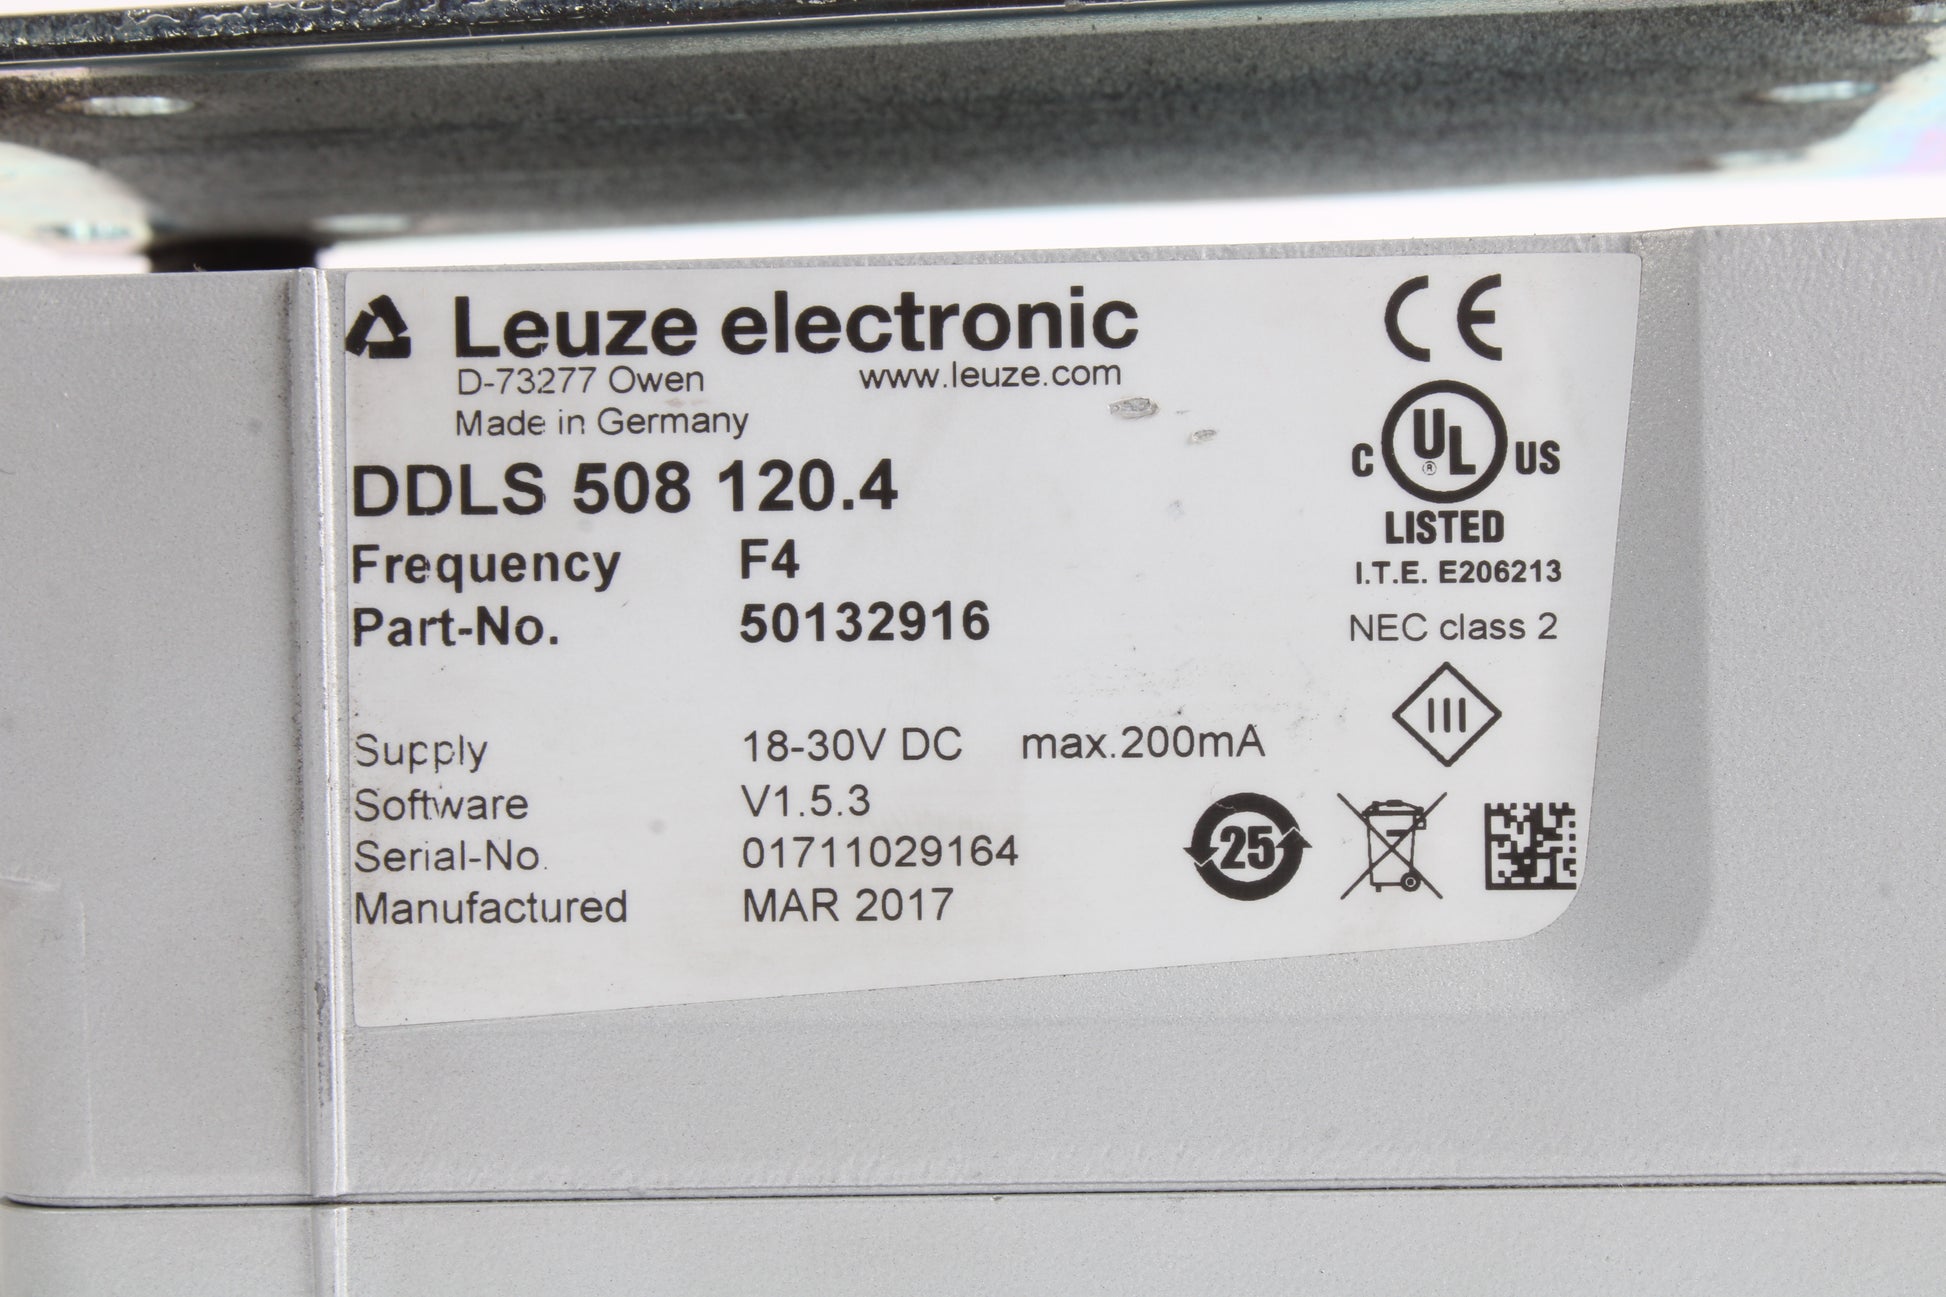 Leuze electronic
D-73277 Owen www.leuze.com
Made in Germany
DDLS 508 120.4
Frequency F4
Part-No. 50132916
Supply 18-30V DC max.200mA
Software V1.5.3
Serial-No. 01711029164
Manufactured MAR 2017
CE
C UL ® US
LISTED
I.T.E. E206213
NEC class 2
III
25